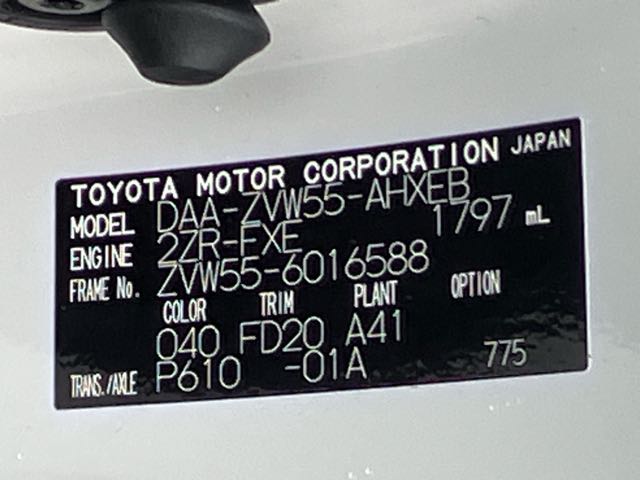 TOYOTA MOTOR CORPORATION JAPAN
MODEL DAA-ZVW55-AHXEB
ENGINE 2ZR-FXE 1797 mL
FRAME No. ZVW55-6016588
COLOR TRIM PLANT OPTION
040 FD20 A41
TRANS./AXLE P610 -01A 775